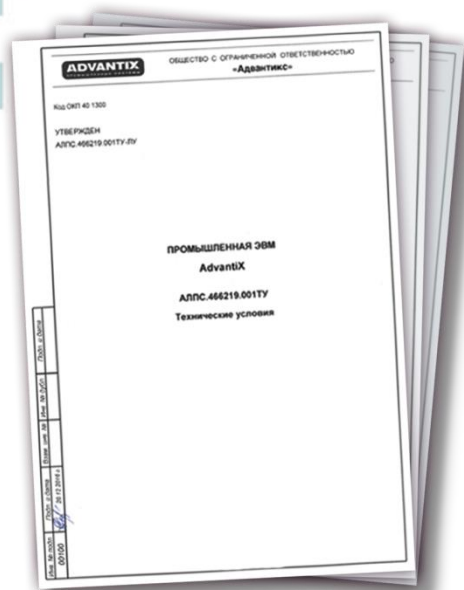 ADVANTIX
ОБЩЕСТВО С ОГРАНИЧЕННОЙ ОТВЕТСТВЕННОСТЬЮ
«Адвантикс»
Код ОКП 40 1300
УТВЕРЖДЕН
АЛПС.466219.001ТУ-ЛУ
ПРОМЫШЛЕННАЯ ЭВМ
AdvantiX
АЛПС.466219.001ТУ
Технические условия
Подп. и дата
Инв. № дубл.
Взам. инв. №
Подп. и дата
Инв. № подл.
00100